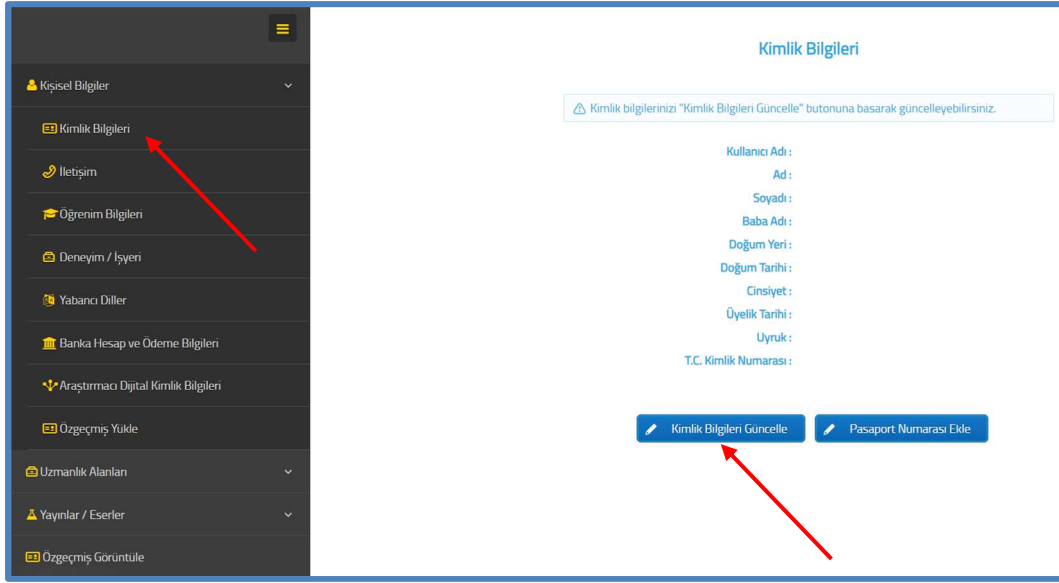 Kişisel Bilgiler
Kimlik Bilgileri
İletişim
Öğrenim Bilgileri
Deneyim / İşyeri
Yabancı Diller
Banka Hesap ve Ödeme Bilgileri
Araştırmacı Dijital Kimlik Bilgileri
Özgeçmiş Yükle
Uzmanlık Alanları
Yayınlar / Eserler
Özgeçmiş Görüntüle
Kimlik Bilgileri
Kimlik bilgilerinizi "Kimlik Bilgileri Güncelle" butonuna basarak güncelleyebilirsiniz.
Kullanıcı Adı :
Ad :
Soyadı :
Baba Adı :
Doğum Yeri :
Doğum Tarihi :
Cinsiyet :
Üyelik Tarihi :
Uyruk :
T.C. Kimlik Numarası :
Kimlik Bilgileri Güncelle
Pasaport Numarası Ekle